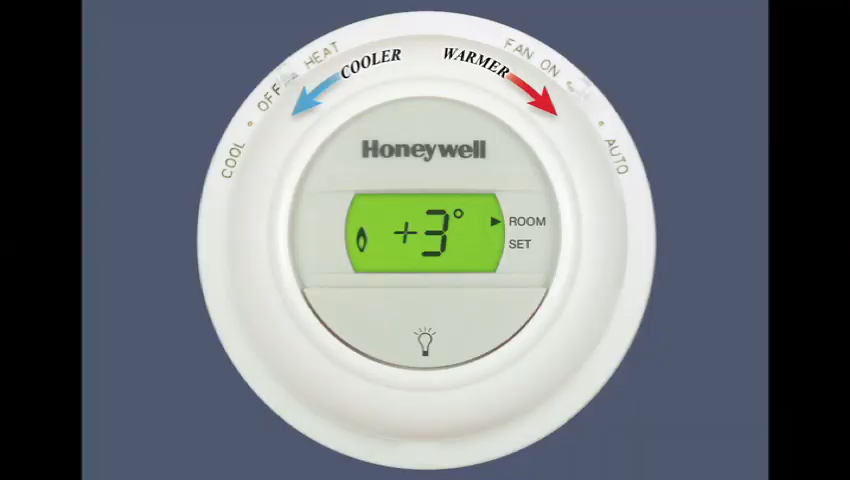 COOLER WARMER
HEAT
OFF
COOL
FAN ON
AUTO
Honeywell
+3°
ROOM
SET